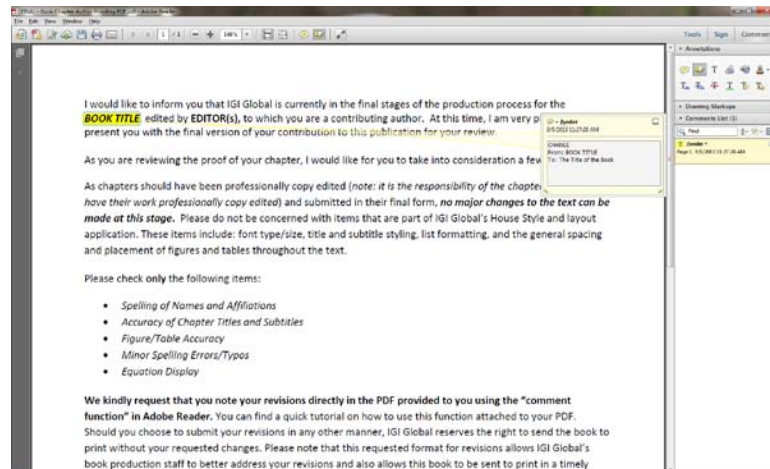 File Edit View Window Help
1 / 1
Tools Sign Comment
Annotations
I would like to inform you that IGI Global is currently in the final stages of the production process for the
BOOK TITLE, edited by EDITOR(s), to which you are a contributing author. At this time, I am very p
present you with the final version of your contribution to this publication for your review.
As you are reviewing the proof of your chapter, I would like for you to take into consideration a few
As chapters should have been professionally copy edited (note: it is the responsibility of the chapte
have their work professionally copy edited) and submitted in their final form, no major changes to the text can be
made at this stage. Please do not be concerned with items that are part of IGI Global's House Style and layout
application. These items include: font type/size, title and subtitle styling, list formatting, and the general spacing
and placement of figures and tables throughout the text.
Please check only the following items:
• Spelling of Names and Affiliations
• Accuracy of Chapter Titles and Subtitles
• Figure/Table Accuracy
• Minor Spelling Errors/Typos
• Equation Display
We kindly request that you note your revisions directly in the PDF provided to you using the "comment
function" in Adobe Reader. You can find a quick tutorial on how to use this function attached to your PDF.
Should you choose to submit your revisions in any other manner, IGI Global reserves the right to send the book to
print without your requested changes. Please note that this requested format for revisions allows IGI Global's
book production staff to better address your revisions and also allows this book to be sent to print in a timely
CHANGE
From: BOOK TITLE
To: The Title of the Book
Drawing Markups
Comments List (1)
Find